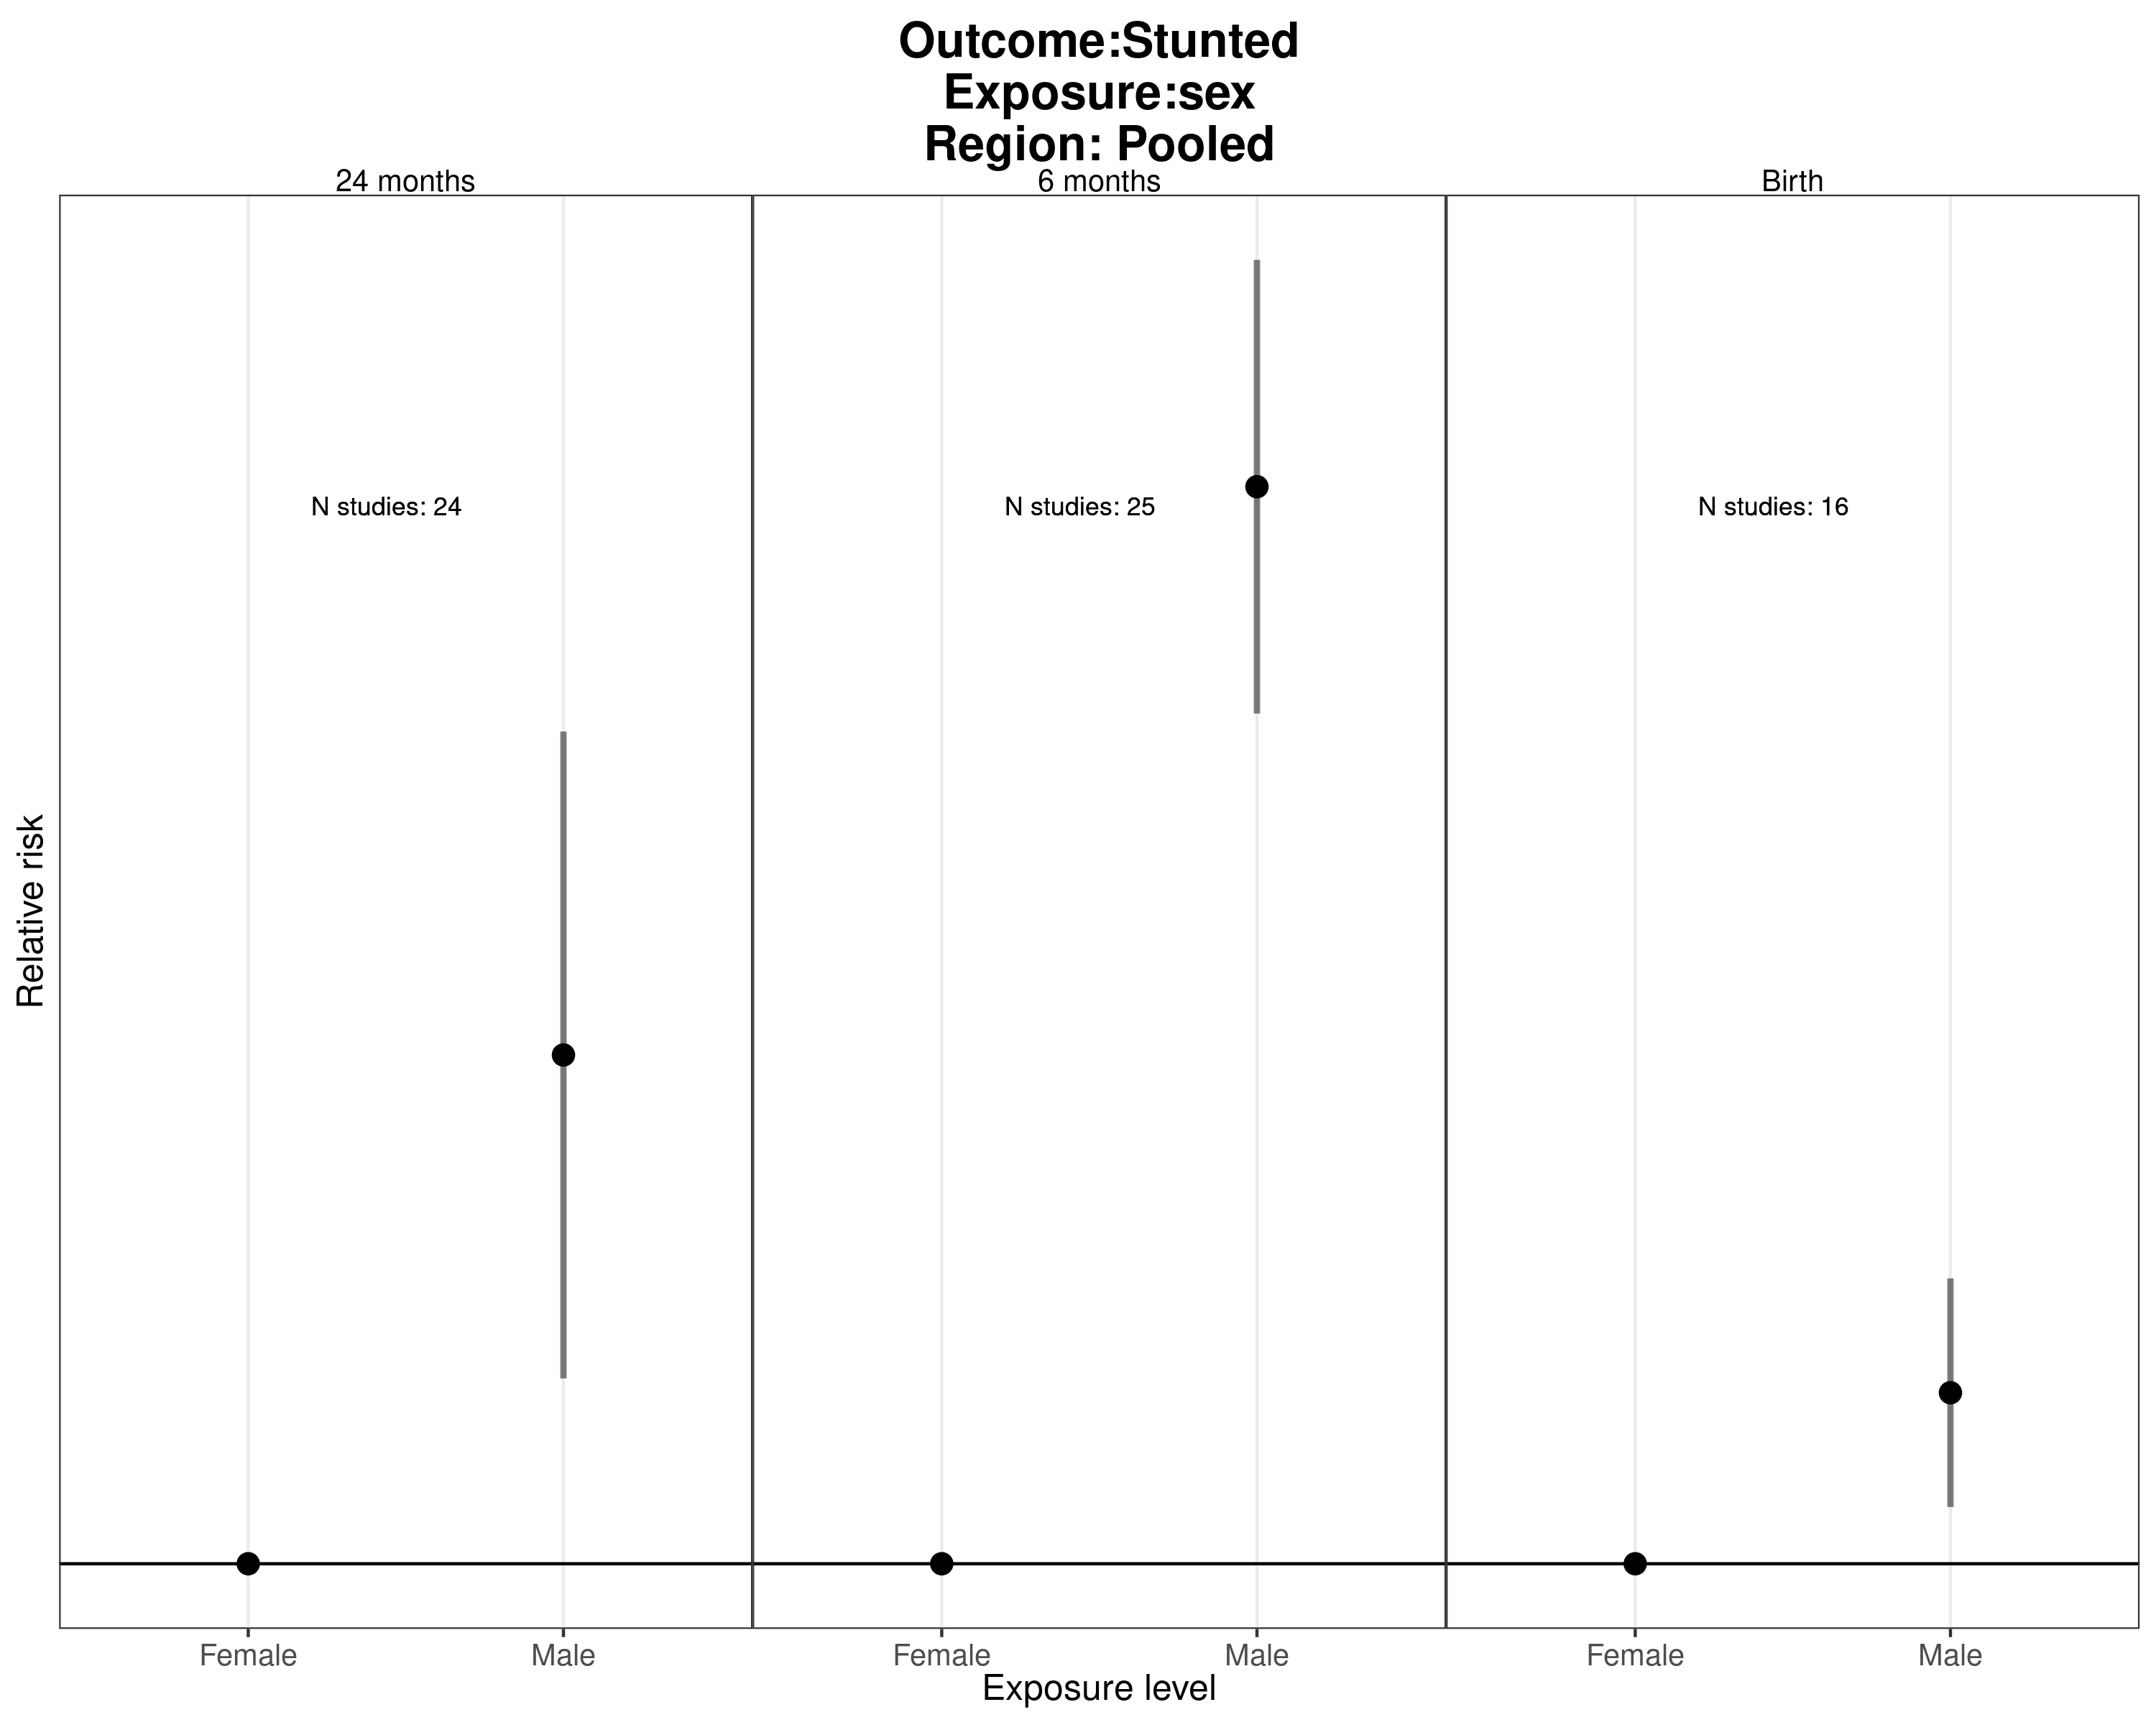 Outcome:Stunted
Exposure:sex
Region: Pooled
24 months
6 months
Birth
N studies: 24
N studies: 25
N studies: 16
Relative risk
Female
Male
Female
Male
Female
Male
Exposure level